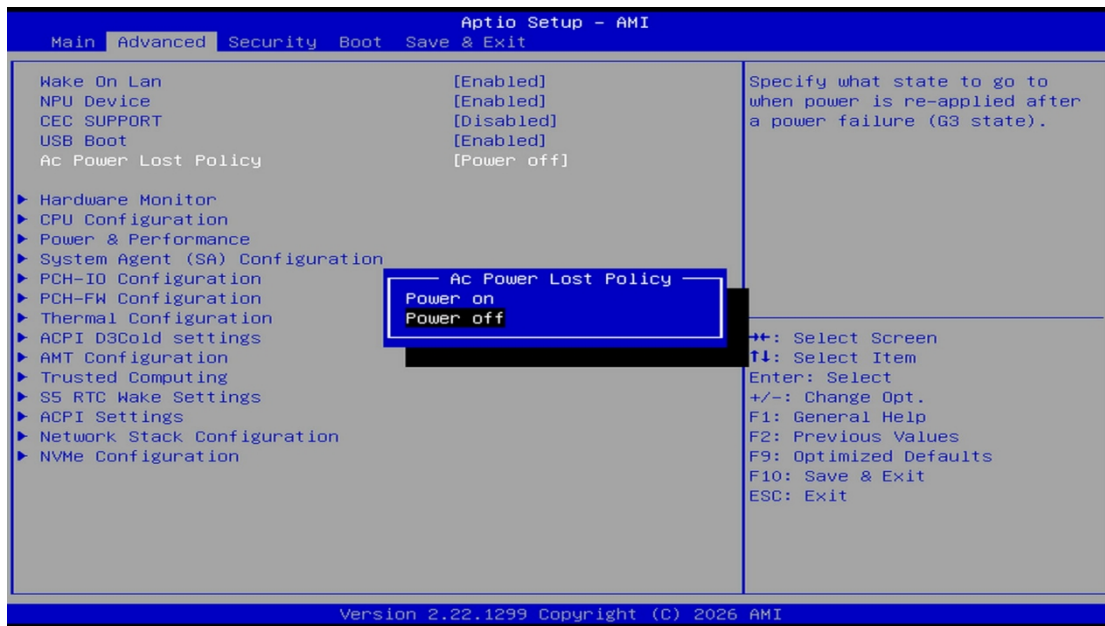 Aptio Setup – AMI
Main Advanced Security Boot Save & Exit
Wake On Lan [Enabled]
NPU Device [Enabled]
CEC SUPPORT [Disabled]
USB Boot [Enabled]
Ac Power Lost Policy [Power off]
Hardware Monitor
CPU Configuration
Power & Performance
System Agent (SA) Configuration
PCH-IO Configuration
PCH-FW Configuration
Thermal Configuration
ACPI D3Cold settings
AMT Configuration
Trusted Computing
S5 RTC Wake Settings
ACPI Settings
Network Stack Configuration
NVMe Configuration
Ac Power Lost Policy
Power on
Power off
Specify what state to go to
when power is re-applied after
a power failure (G3 state).
→←: Select Screen
↑↓: Select Item
Enter: Select
+/-: Change Opt.
F1: General Help
F2: Previous Values
F9: Optimized Defaults
F10: Save & Exit
ESC: Exit
Version 2.22.1299 Copyright (C) 2026 AMI